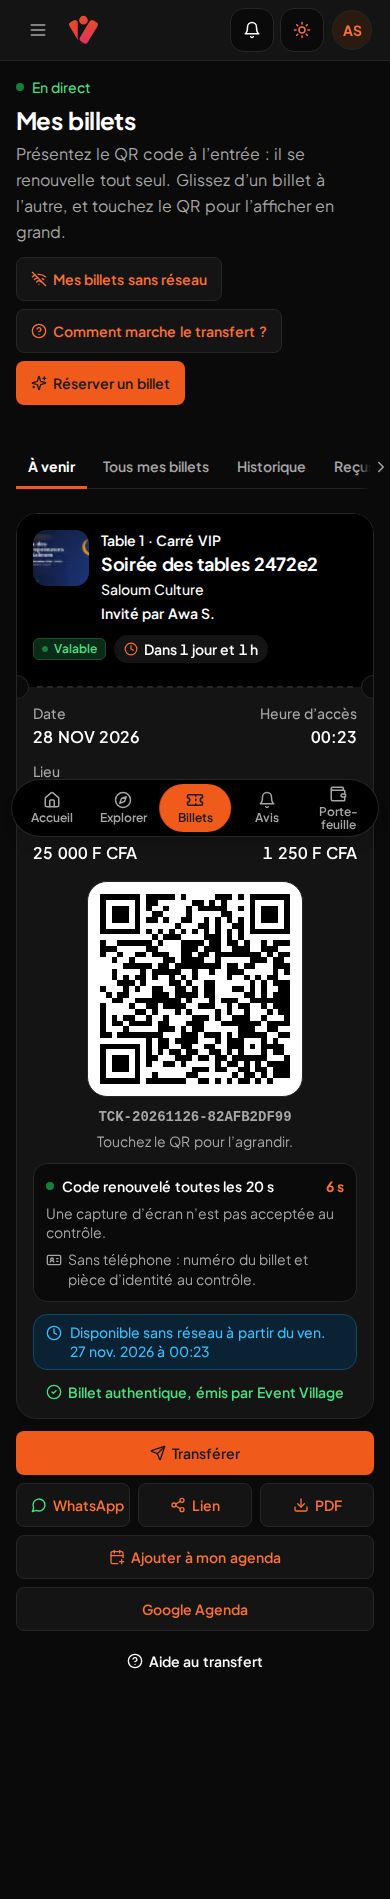 AS
En direct
Mes billets
Présentez le QR code à l’entrée : il se
renouvelle tout seul. Glissez d’un billet à
l’autre, et touchez le QR pour l’afficher en
grand.
Mes billets sans réseau
Comment marche le transfert ?
Réserver un billet
À venir
Tous mes billets
Historique
Table 1 · Carré VIP
Soirée des tables 2472e2
Saloum Culture
Invité par Awa S.
Valable
Dans 1 jour et 1 h
Date
Heure d’accès
28 NOV 2026
00:23
Lieu
Accueil
Explorer
Billets
Avis
Porte-
feuille
25 000 F CFA
1 250 F CFA
TCK-20261126-82AFB2DF99
Touchez le QR pour l’agrandir.
Code renouvelé toutes les 20 s
6 s
Une capture d’écran n’est pas acceptée au
contrôle.
Sans téléphone : numéro du billet et
pièce d’identité au contrôle.
Disponible sans réseau à partir du ven.
27 nov. 2026 à 00:23
Billet authentique, émis par Event Village
Transférer
WhatsApp
Lien
PDF
Ajouter à mon agenda
Google Agenda
Aide au transfert